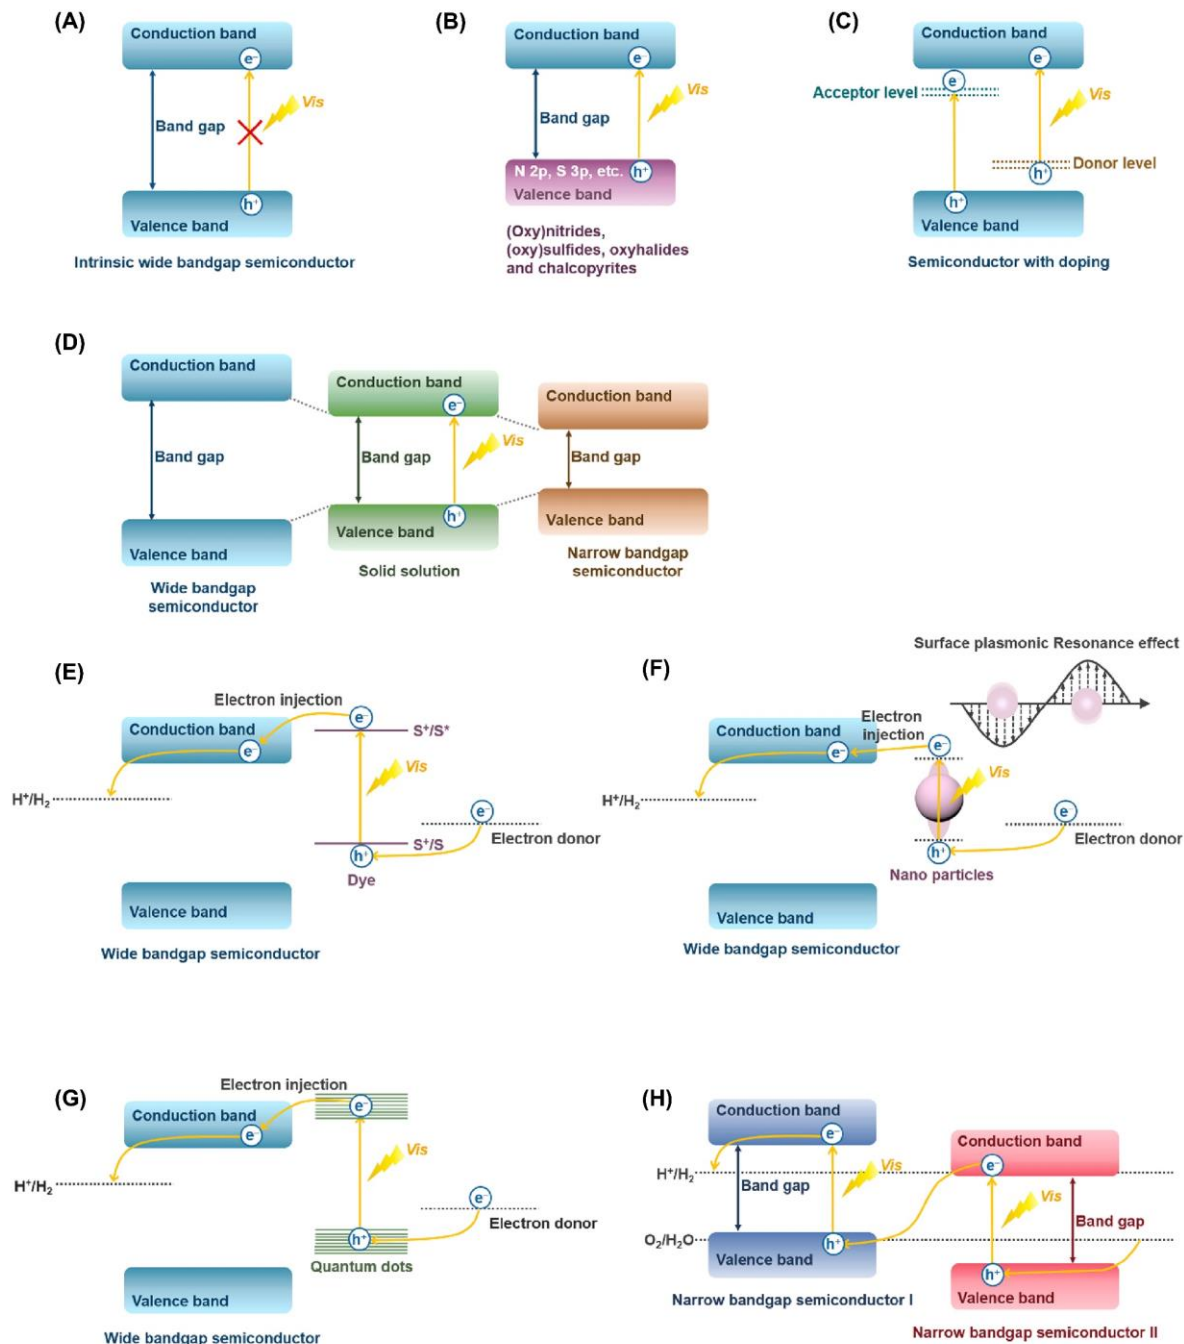 (A)
Conduction band
e⁻
Vis
Band gap
h⁺
Valence band
Intrinsic wide bandgap semiconductor
(B)
Conduction band
e⁻
Vis
Band gap
N 2p, S 3p, etc.
h⁺
Valence band
(Oxy)nitrides,
(oxy)sulfides, oxyhalides
and chalcopyrites
(C)
Conduction band
e⁻
e⁻
Acceptor level
Vis
Donor level
h⁺
h⁺
Valence band
Semiconductor with doping
(D)
Conduction band
Band gap
Valence band
Wide bandgap
semiconductor
Conduction band
e⁻
Vis
Band gap
h⁺
Valence band
Solid solution
Conduction band
Band gap
Valence band
Narrow bandgap
semiconductor
(E)
Electron injection
e⁻
Conduction band
S⁺/S*
e⁻
Vis
H⁺/H₂
e⁻
Electron donor
S⁺/S
h⁺
Dye
Valence band
Wide bandgap semiconductor
(F)
Surface plasmonic Resonance effect
Electron
injection
Conduction band
e⁻
e⁻
Vis
H⁺/H₂
e⁻
Electron donor
h⁺
Nano particles
Valence band
Wide bandgap semiconductor
(G)
Electron injection
e⁻
Conduction band
e⁻
Vis
H⁺/H₂
e⁻
Electron donor
h⁺
Quantum dots
Valence band
Wide bandgap semiconductor
(H)
Conduction band
e⁻
Vis
H⁺/H₂
Band gap
O₂/H₂O
h⁺
Valence band
Narrow bandgap semiconductor I
Conduction band
e⁻
Vis
Band gap
h⁺
Valence band
Narrow bandgap semiconductor II